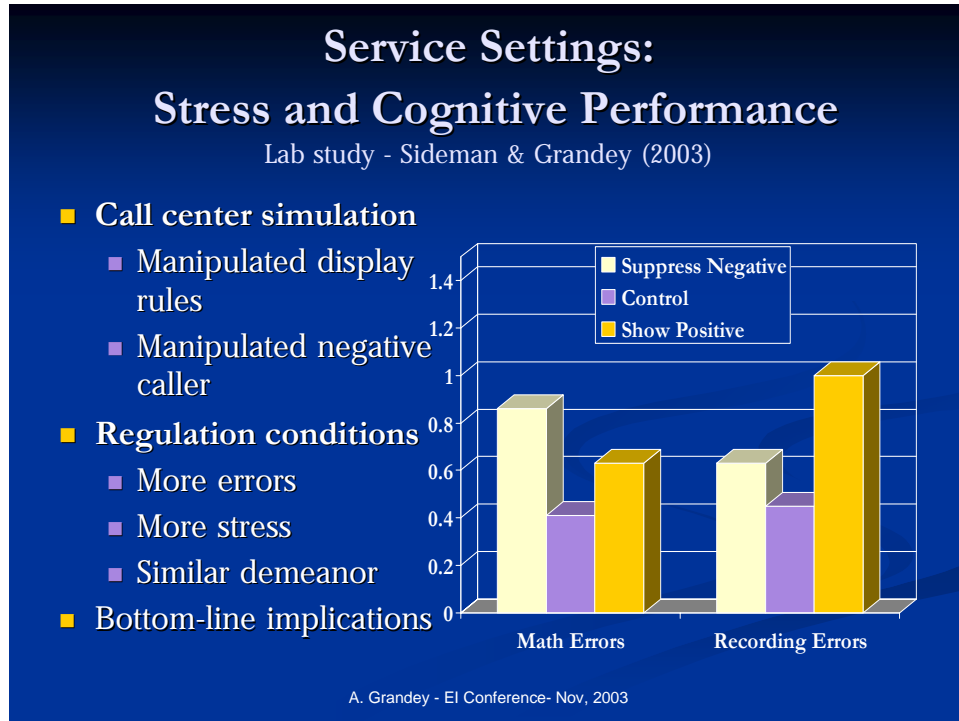 Service Settings:
Stress and Cognitive Performance
Lab study - Sideman & Grandey (2003)
Call center simulation
Manipulated display
rules
Manipulated negative
caller
Regulation conditions
More errors
More stress
Similar demeanor
Bottom-line implications
Suppress Negative
Control
Show Positive
1.4
1.2
1
0.8
0.6
0.4
0.2
0
Math Errors
Recording Errors
A. Grandey - EI Conference- Nov, 2003